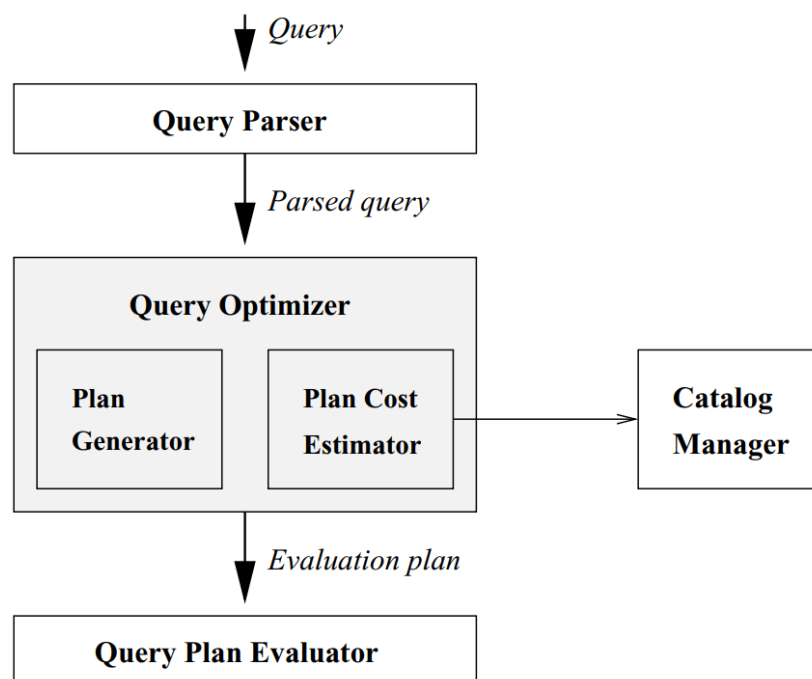 Query
Query Parser
Parsed query
Query Optimizer
Plan
Generator
Plan Cost
Estimator
Catalog
Manager
Evaluation plan
Query Plan Evaluator